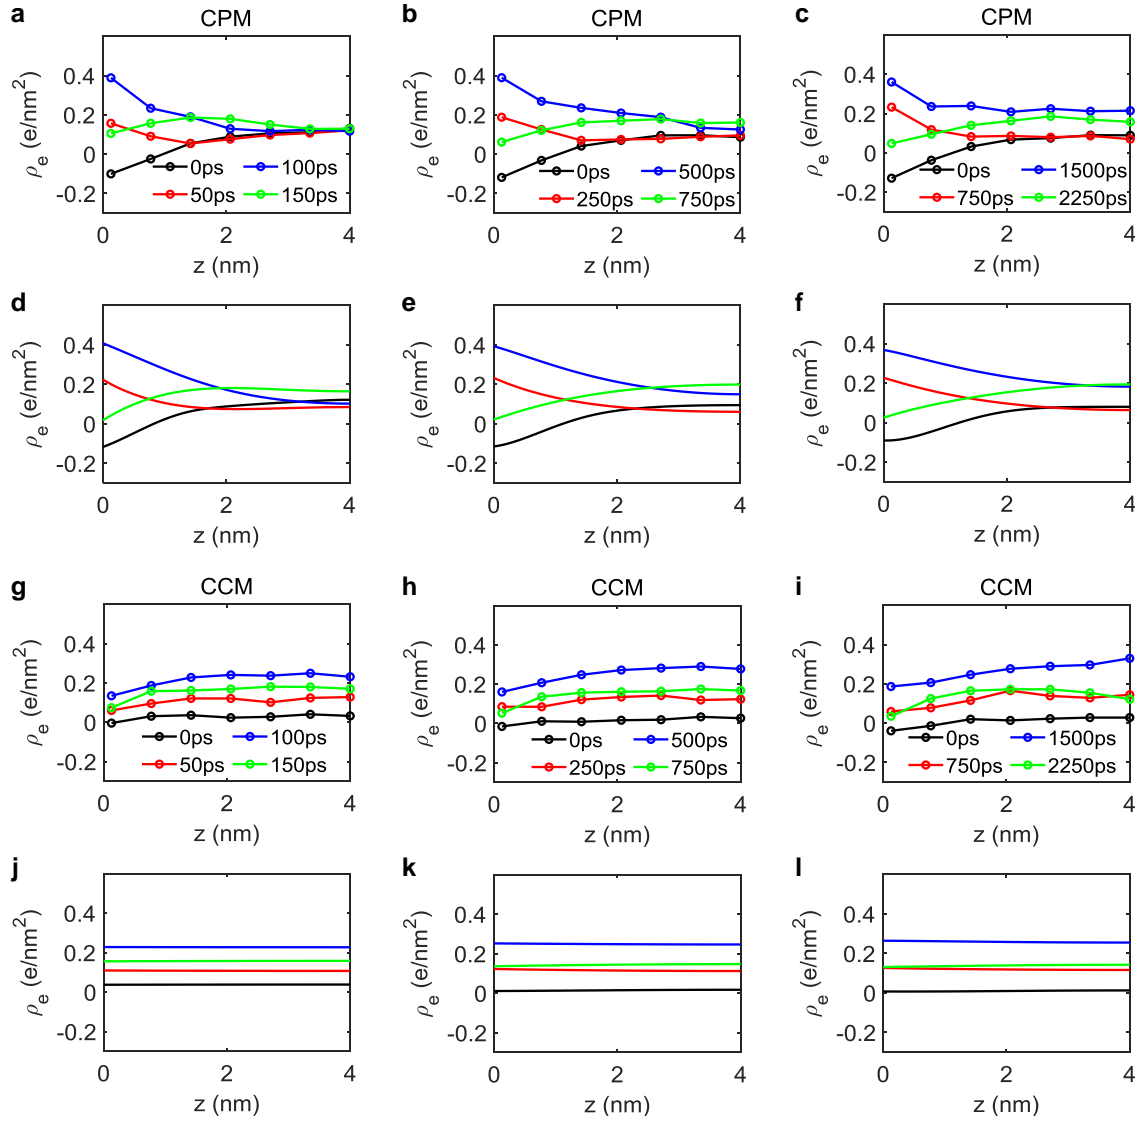 a CPM
b CPM
c CPM
ρe (e/nm2)
0.4
0.2
0
-0.2
0ps 100ps
50ps 150ps
0 2 4
z (nm)
ρe (e/nm2)
0.4
0.2
0
-0.2
0ps 500ps
250ps 750ps
0 2 4
z (nm)
ρe (e/nm2)
0.4
0.2
0
-0.2
0ps 1500ps
750ps 2250ps
0 2 4
z (nm)
d
ρe (e/nm2)
0.4
0.2
0
-0.2
0 2 4
z (nm)
e
ρe (e/nm2)
0.4
0.2
0
-0.2
0 2 4
z (nm)
f
ρe (e/nm2)
0.4
0.2
0
-0.2
0 2 4
z (nm)
g CCM
ρe (e/nm2)
0.4
0.2
0
-0.2
0ps 100ps
50ps 150ps
0 2 4
z (nm)
h CCM
ρe (e/nm2)
0.4
0.2
0
-0.2
0ps 500ps
250ps 750ps
0 2 4
z (nm)
i CCM
ρe (e/nm2)
0.4
0.2
0
-0.2
0ps 1500ps
750ps 2250ps
0 2 4
z (nm)
j
ρe (e/nm2)
0.4
0.2
0
-0.2
0 2 4
z (nm)
k
ρe (e/nm2)
0.4
0.2
0
-0.2
0 2 4
z (nm)
l
ρe (e/nm2)
0.4
0.2
0
-0.2
0 2 4
z (nm)